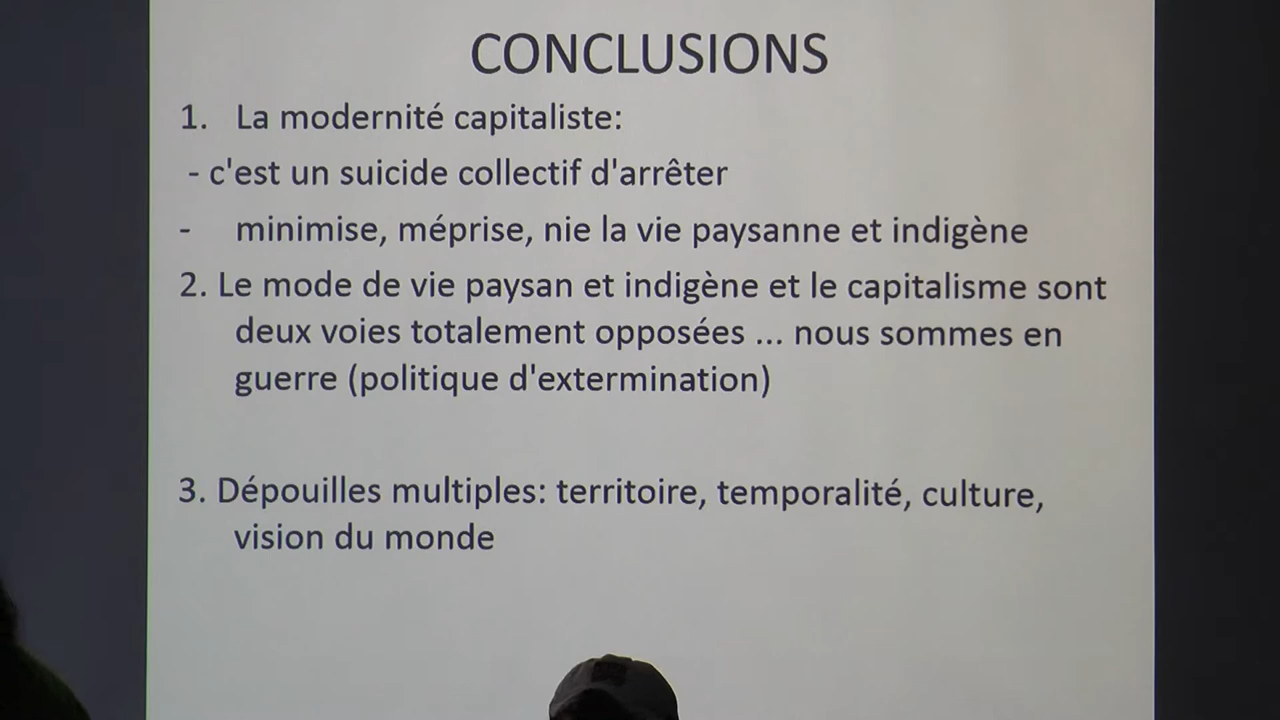 CONCLUSIONS
1. La modernité capitaliste:
- c'est un suicide collectif d'arrêter
- minimise, méprise, nie la vie paysanne et indigène
2. Le mode de vie paysan et indigène et le capitalisme sont
deux voies totalement opposées ... nous sommes en
guerre (politique d'extermination)
3. Dépouilles multiples: territoire, temporalité, culture,
vision du monde